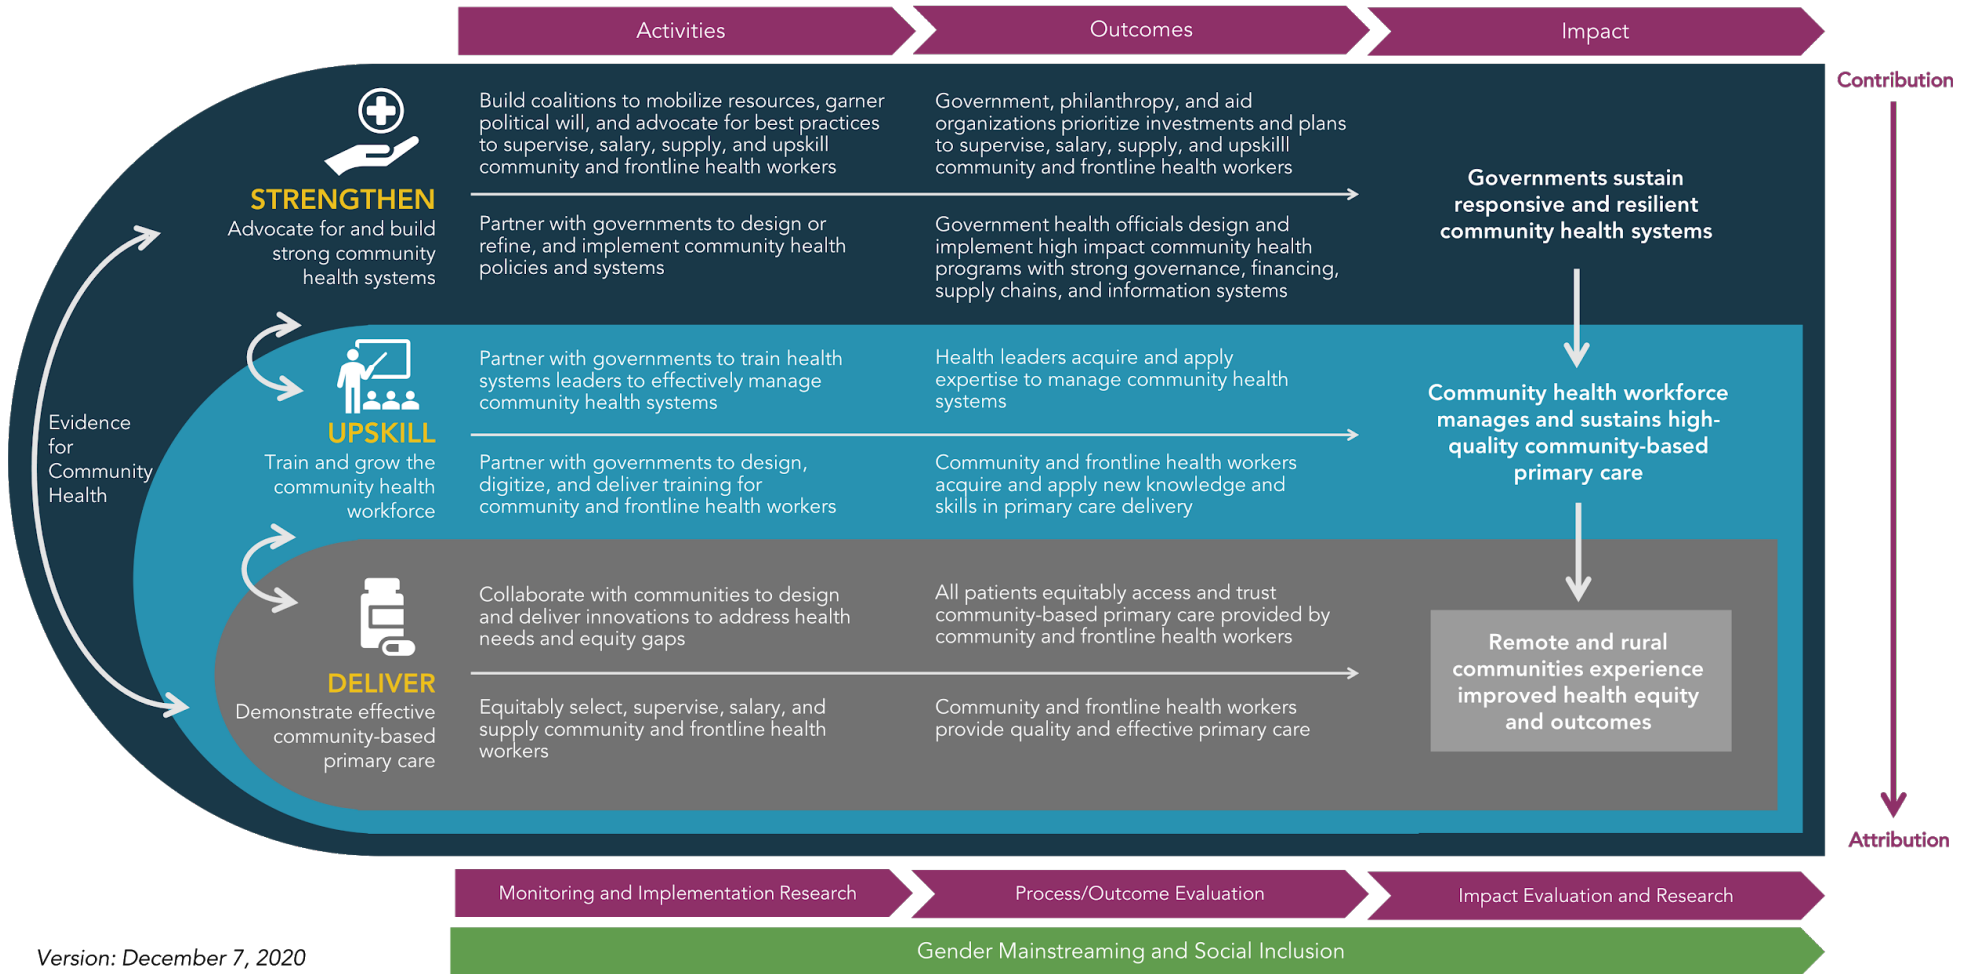 Activities
Outcomes
Impact
Contribution
STRENGTHEN
Advocate for and build
strong community
health systems
Build coalitions to mobilize resources, garner
political will, and advocate for best practices
to supervise, salary, supply, and upskill
community and frontline health workers
Partner with governments to design or
refine, and implement community health
policies and systems
Government, philanthropy, and aid
organizations prioritize investments and plans
to supervise, salary, supply, and upskilll
community and frontline health workers
Government health officials design and
implement high impact community health
programs with strong governance, financing,
supply chains, and information systems
Governments sustain
responsive and resilient
community health systems
Evidence
for
Community
Health
UPSKILL
Train and grow the
community health
workforce
Partner with governments to train health
systems leaders to effectively manage
community health systems
Partner with governments to design,
digitize, and deliver training for
community and frontline health workers
Health leaders acquire and apply
expertise to manage community health
systems
Community and frontline health workers
acquire and apply new knowledge and
skills in primary care delivery
Community health workforce
manages and sustains high-
quality community-based
primary care
DELIVER
Demonstrate effective
community-based
primary care
Collaborate with communities to design
and deliver innovations to address health
needs and equity gaps
Equitably select, supervise, salary, and
supply community and frontline health
workers
All patients equitably access and trust
community-based primary care provided by
community and frontline health workers
Community and frontline health workers
provide quality and effective primary care
Remote and rural
communities experience
improved health equity
and outcomes
Attribution
Monitoring and Implementation Research
Process/Outcome Evaluation
Impact Evaluation and Research
Gender Mainstreaming and Social Inclusion
Version: December 7, 2020